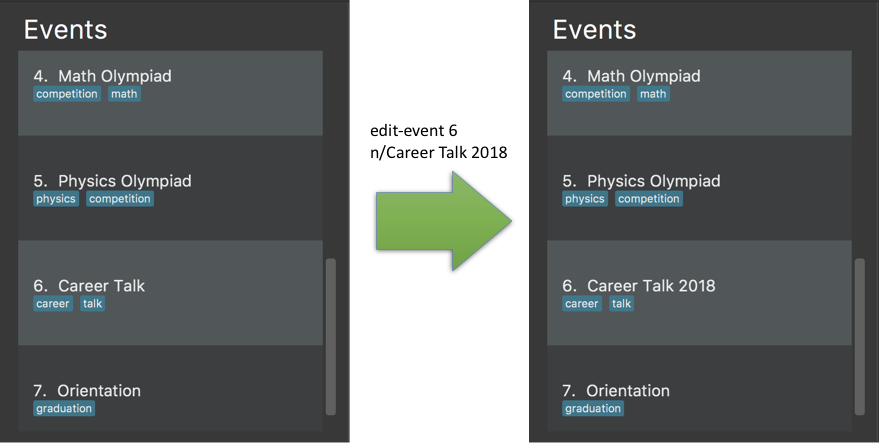 Events
4. Math Olympiad
competition math
5. Physics Olympiad
physics competition
6. Career Talk
career talk
7. Orientation
graduation
edit-event 6
n/Career Talk 2018
Events
4. Math Olympiad
competition math
5. Physics Olympiad
physics competition
6. Career Talk 2018
career talk
7. Orientation
graduation